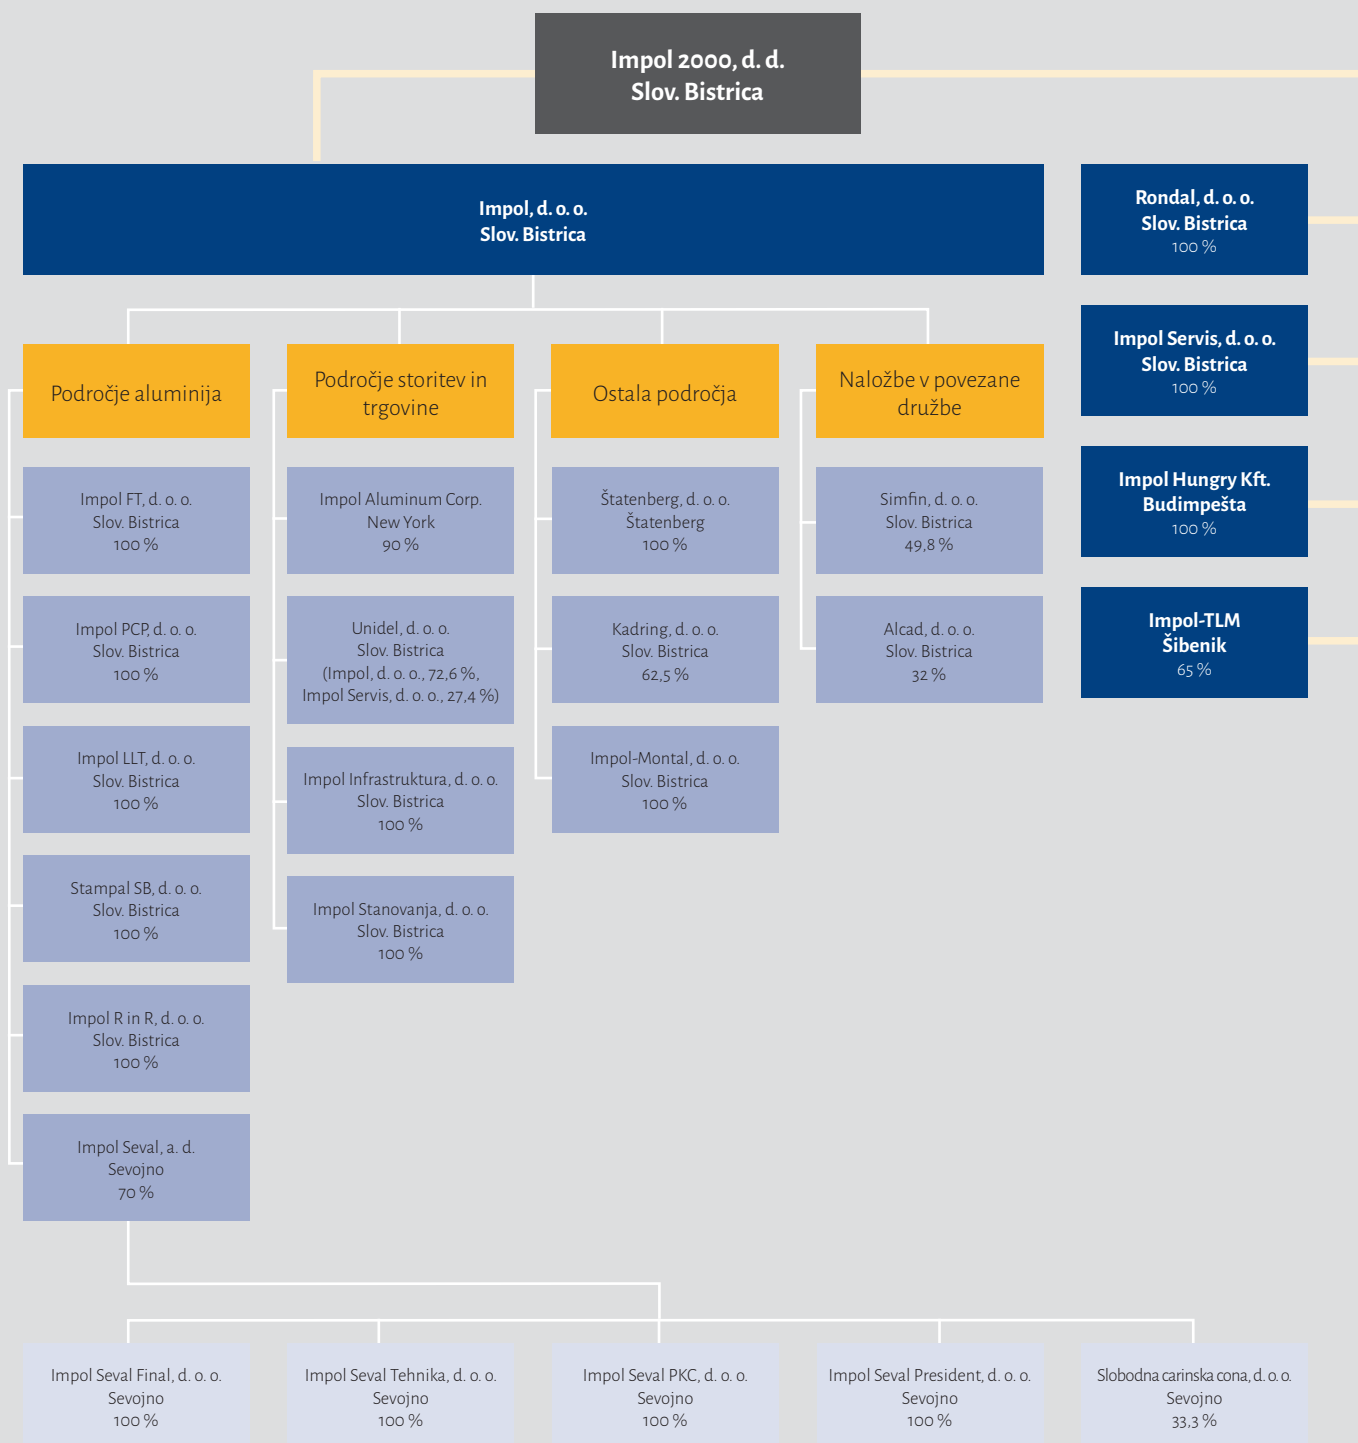 Impol 2000, d. d.
Slov. Bistrica
Impol, d. o. o.
Slov. Bistrica
Rondal, d. o. o.
Slov. Bistrica
100 %
Impol Servis, d. o. o.
Slov. Bistrica
100 %
Impol Hungry Kft.
Budimpešta
100 %
Impol-TLM
Šibenik
65 %
Področje aluminija
Impol FT, d. o. o.
Slov. Bistrica
100 %
Impol PCP, d. o. o.
Slov. Bistrica
100 %
Impol LLT, d. o. o.
Slov. Bistrica
100 %
Stampal SB, d. o. o.
Slov. Bistrica
100 %
Impol R in R, d. o. o.
Slov. Bistrica
100 %
Impol Seval, a. d.
Sevojno
70 %
Področje storitev in
trgovine
Impol Aluminum Corp.
New York
90 %
Unidel, d. o. o.
Slov. Bistrica
(Impol, d. o. o., 72,6 %,
Impol Servis, d. o. o., 27,4 %)
Impol Infrastruktura, d. o. o.
Slov. Bistrica
100 %
Impol Stanovanja, d. o. o.
Slov. Bistrica
100 %
Ostala področja
Štatenberg, d. o. o.
Štatenberg
100 %
Kadring, d. o. o.
Slov. Bistrica
62,5 %
Impol-Montal, d. o. o.
Slov. Bistrica
100 %
Naložbe v povezane
družbe
Simfin, d. o. o.
Slov. Bistrica
49,8 %
Alcad, d. o. o.
Slov. Bistrica
32 %
Impol Seval Final, d. o. o.
Sevojno
100 %
Impol Seval Tehnika, d. o. o.
Sevojno
100 %
Impol Seval PKC, d. o. o.
Sevojno
100 %
Impol Seval President, d. o. o.
Sevojno
100 %
Slobodna carinska cona, d. o. o.
Sevojno
33,3 %